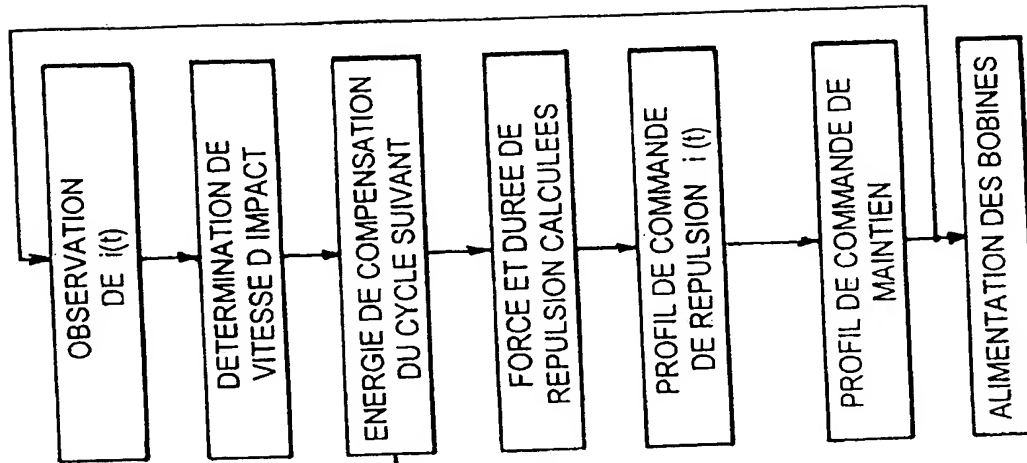 OBSERVATION
DE i(t)
DETERMINATION DE
VITESSE D IMPACT
ENERGIE DE COMPENSATION
DU CYCLE SUIVANT
FORCE ET DUREE DE
REPULSION CALCULEES
PROFIL DE COMMANDE
DE REPULSION i (t)
PROFIL DE COMMANDE DE
MAINTIEN
ALIMENTATION DES BOBINES